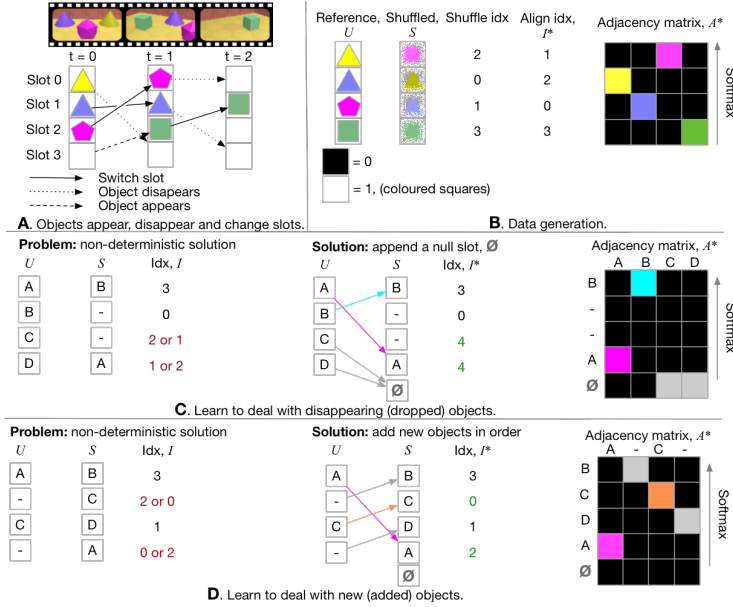 t = 0 t = 1 t = 2
Slot 0
Slot 1
Slot 2
Slot 3
Switch slot
Object disapears
Object appears
A. Objects appear, disappear and change slots.
Reference, Shuffled, Shuffle idx Align idx,
U S I*
2 1
0 2
1 0
3 3
= 0
= 1, (coloured squares)
Adjacency matrix, A*
Softmax
B. Data generation.
Problem: non-deterministic solution
U S Idx, I
A B 3
B - 0
C - 2 or 1
D A 1 or 2
Solution: append a null slot, Ø
U S Idx, I*
A B 3
B - 0
C - 4
D A 4
Ø
Adjacency matrix, A*
A B C D
B
-
-
A
Ø
Softmax
C. Learn to deal with disappearing (dropped) objects.
Problem: non-deterministic solution
U S Idx, I
A B 3
- C 2 or 0
C D 1
- A 0 or 2
Solution: add new objects in order
U S Idx, I*
A B 3
- C 0
C D 1
- A 2
Ø
Adjacency matrix, A*
A - C -
B
C
D
A
Ø
Softmax
D. Learn to deal with new (added) objects.